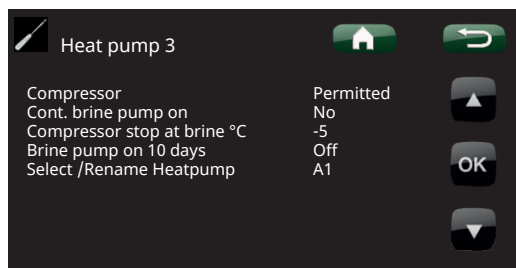 Heat pump 3
Compressor Permitted
Cont. brine pump on No
Compressor stop at brine °C -5
Brine pump on 10 days Off
Select /Rename Heatpump A1
OK